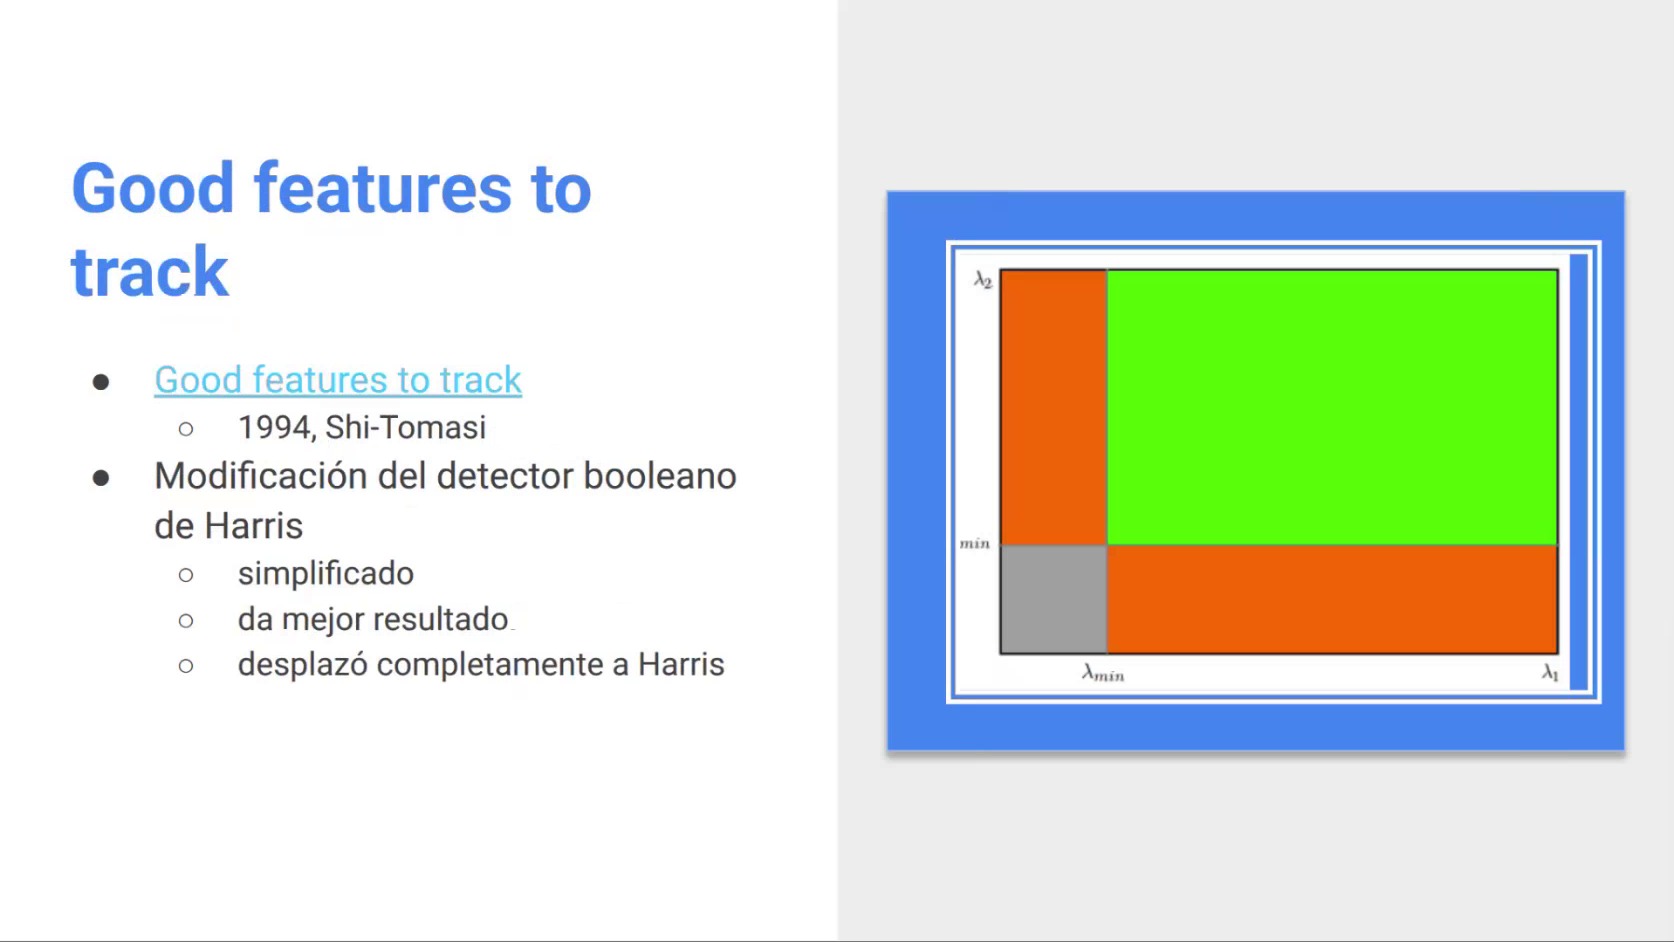 Good features to
track
● Good features to track
○ 1994, Shi-Tomasi
● Modificación del detector booleano
de Harris
○ simplificado
○ da mejor resultado
○ desplazó completamente a Harris
λ₂
min
λmin
λ₁